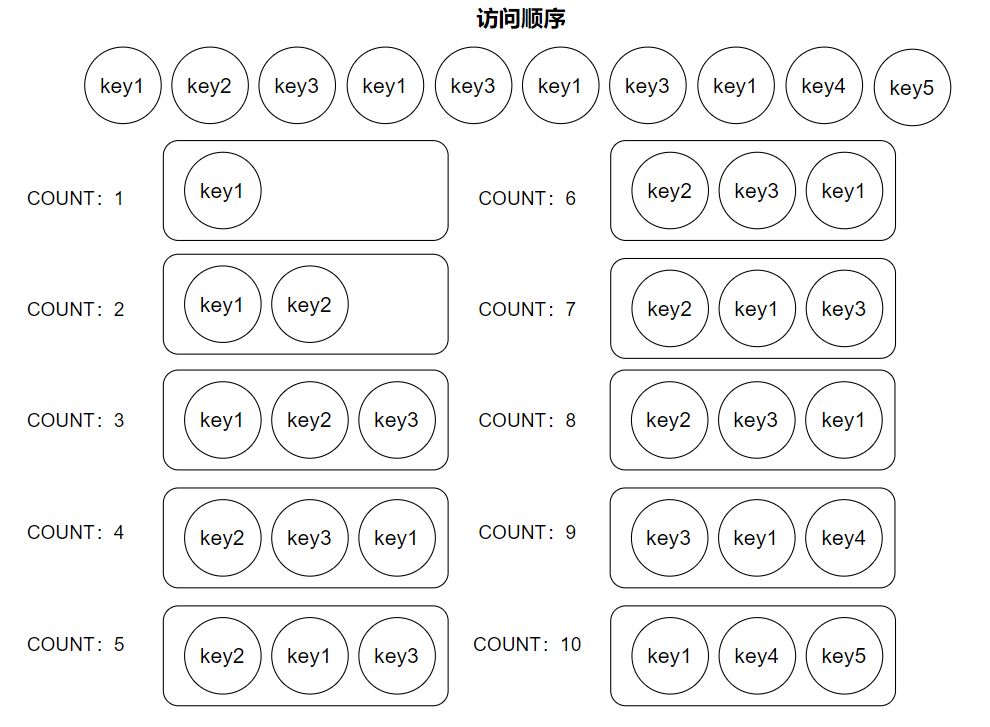 访问顺序
key1 key2 key3 key1 key3 key1 key3 key1 key4 key5
COUNT：1 key1
COUNT：2 key1 key2
COUNT：3 key1 key2 key3
COUNT：4 key2 key3 key1
COUNT：5 key2 key1 key3
COUNT：6 key2 key3 key1
COUNT：7 key2 key1 key3
COUNT：8 key2 key3 key1
COUNT：9 key3 key1 key4
COUNT：10 key1 key4 key5